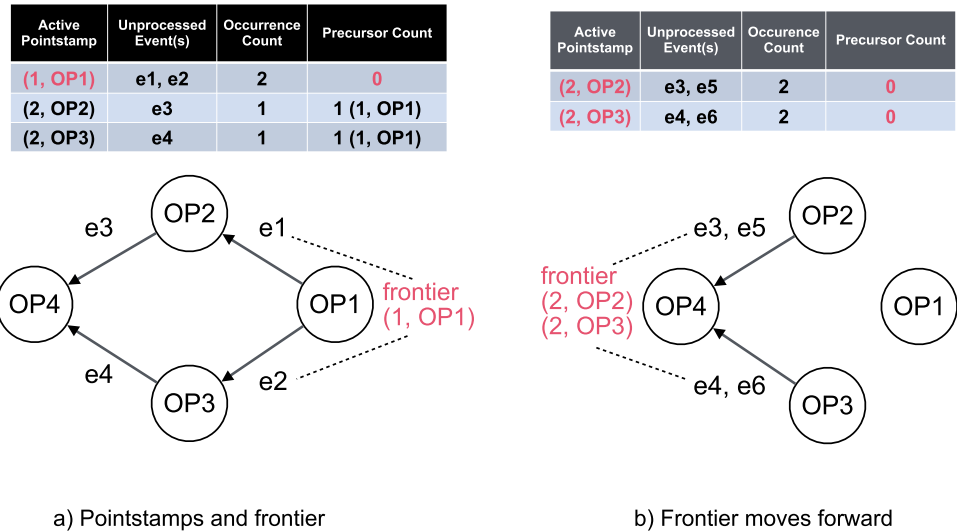 Active Pointstamp Unprocessed Event(s) Occurrence Count Precursor Count
(1, OP1) e1, e2 2 0
(2, OP2) e3 1 1 (1, OP1)
(2, OP3) e4 1 1 (1, OP1)
OP2
e3
e1
OP4
OP1
frontier
(1, OP1)
e4
e2
OP3
a) Pointstamps and frontier
Active Pointstamp Unprocessed Event(s) Occurence Count Precursor Count
(2, OP2) e3, e5 2 0
(2, OP3) e4, e6 2 0
OP2
e3, e5
frontier
(2, OP2)
(2, OP3)
OP4
OP1
e4, e6
OP3
b) Frontier moves forward